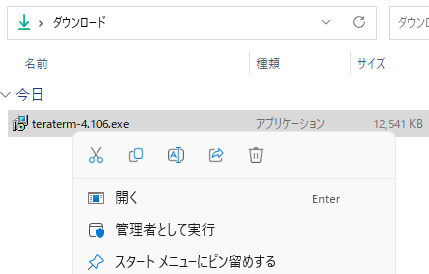 ダウンロード
ダウン
名前 種類 サイズ
今日
teraterm-4.106.exe アプリケーション 12,541 KB
開く Enter
管理者として実行
スタート メニューにピン留めする